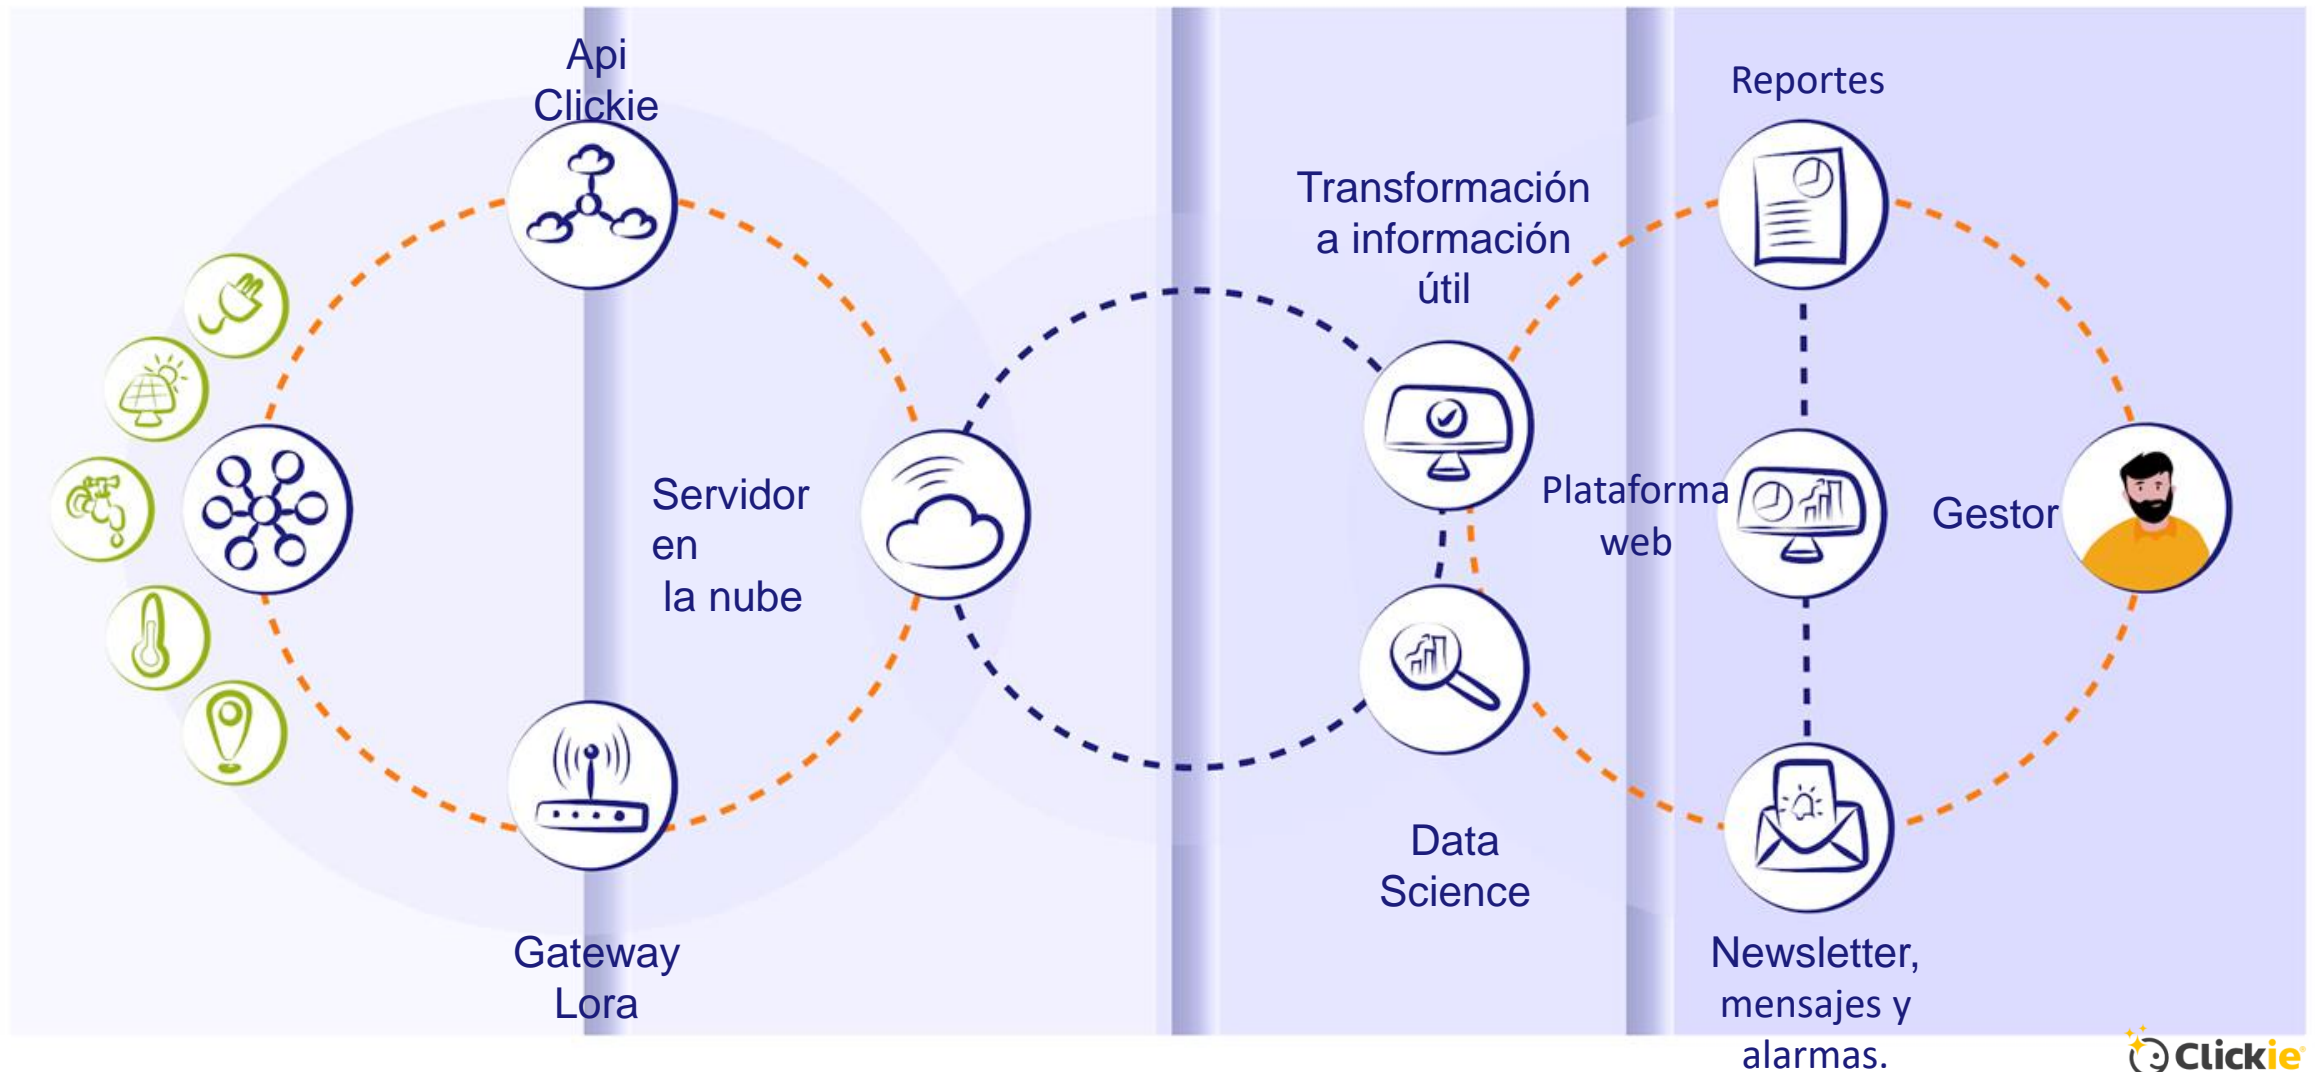 Api
Clickie
Reportes
Transformación
a información
útil
Servidor
en
la nube
Plataforma
web
Gestor
Data
Science
Gateway
Lora
Newsletter,
mensajes y
alarmas.
Clickie